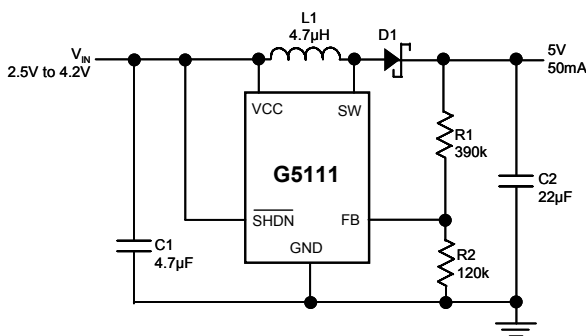 L1
4.7µH
D1
VIN
2.5V to 4.2V
5V
50mA
VCC
SW
R1
390k
G5111
C2
22µF
SHDN
FB
C1
4.7µF
GND
R2
120k